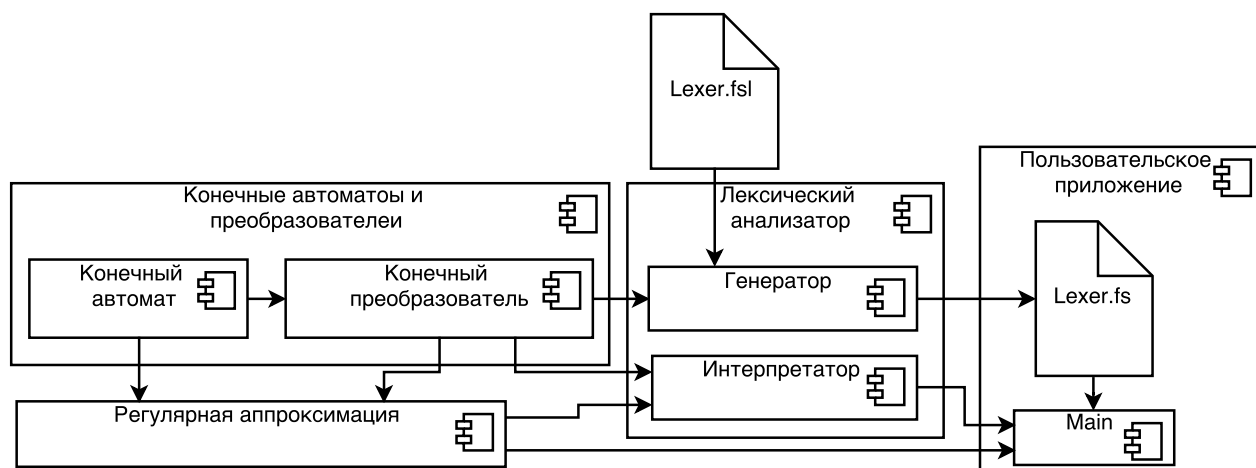 Lexer.fsl
Конечные автоматоы и
преобразователеи
Лексический
анализатор
Пользовательское
приложение
Конечный
автомат
Конечный
преобразователь
Генератор
Lexer.fs
Интерпретатор
Регулярная аппроксимация
Main